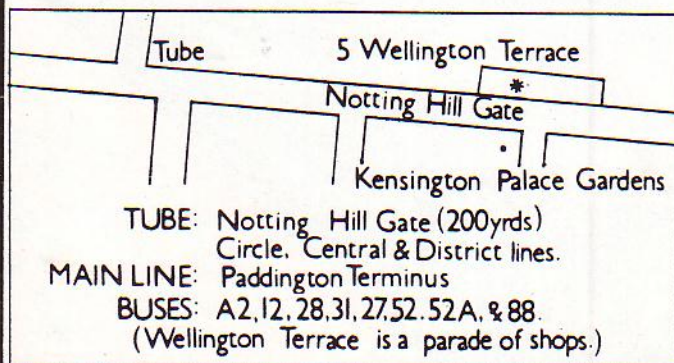 Tube
5 Wellington Terrace
Notting Hill Gate
Kensington Palace Gardens
TUBE: Notting Hill Gate (200yrds)
Circle. Central & District lines.
MAIN LINE: Paddington Terminus
BUSES: A2,12,28,31,27.52.52A, & 88.
(Wellington Terrace is a parade of shops.)